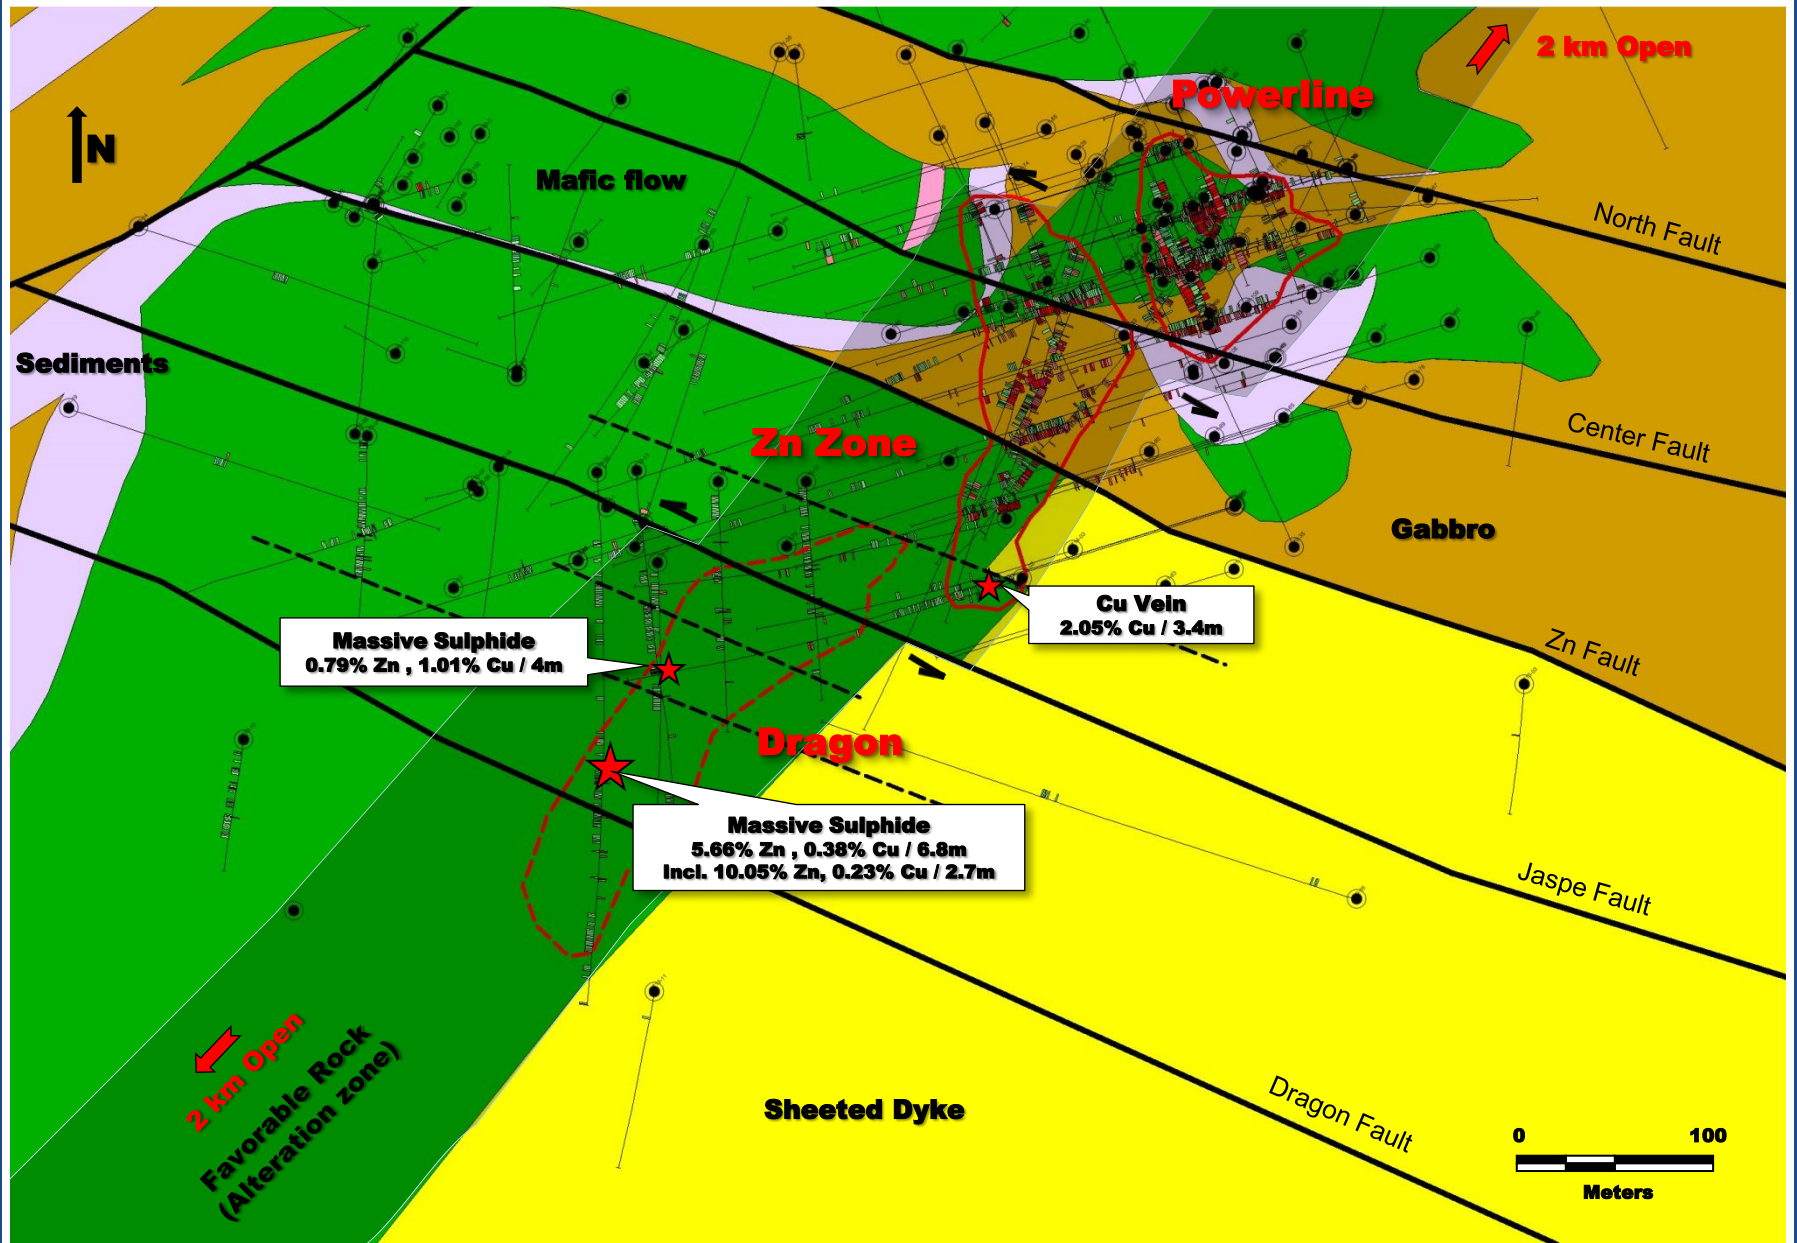 2 km Open
Powerline
N
Mafic flow
North Fault
Sediments
Zn Zone
Center Fault
Gabbro
Cu Vein
2.05% Cu / 3.4m
Zn Fault
Massive Sulphide
0.79% Zn , 1.01% Cu / 4m
Dragon
Massive Sulphide
5.66% Zn , 0.38% Cu / 6.8m
Incl. 10.05% Zn, 0.23% Cu / 2.7m
Jaspe Fault
2 km Open
Favorable Rock
(Alteration zone)
Sheeted Dyke
Dragon Fault
0 100
Meters